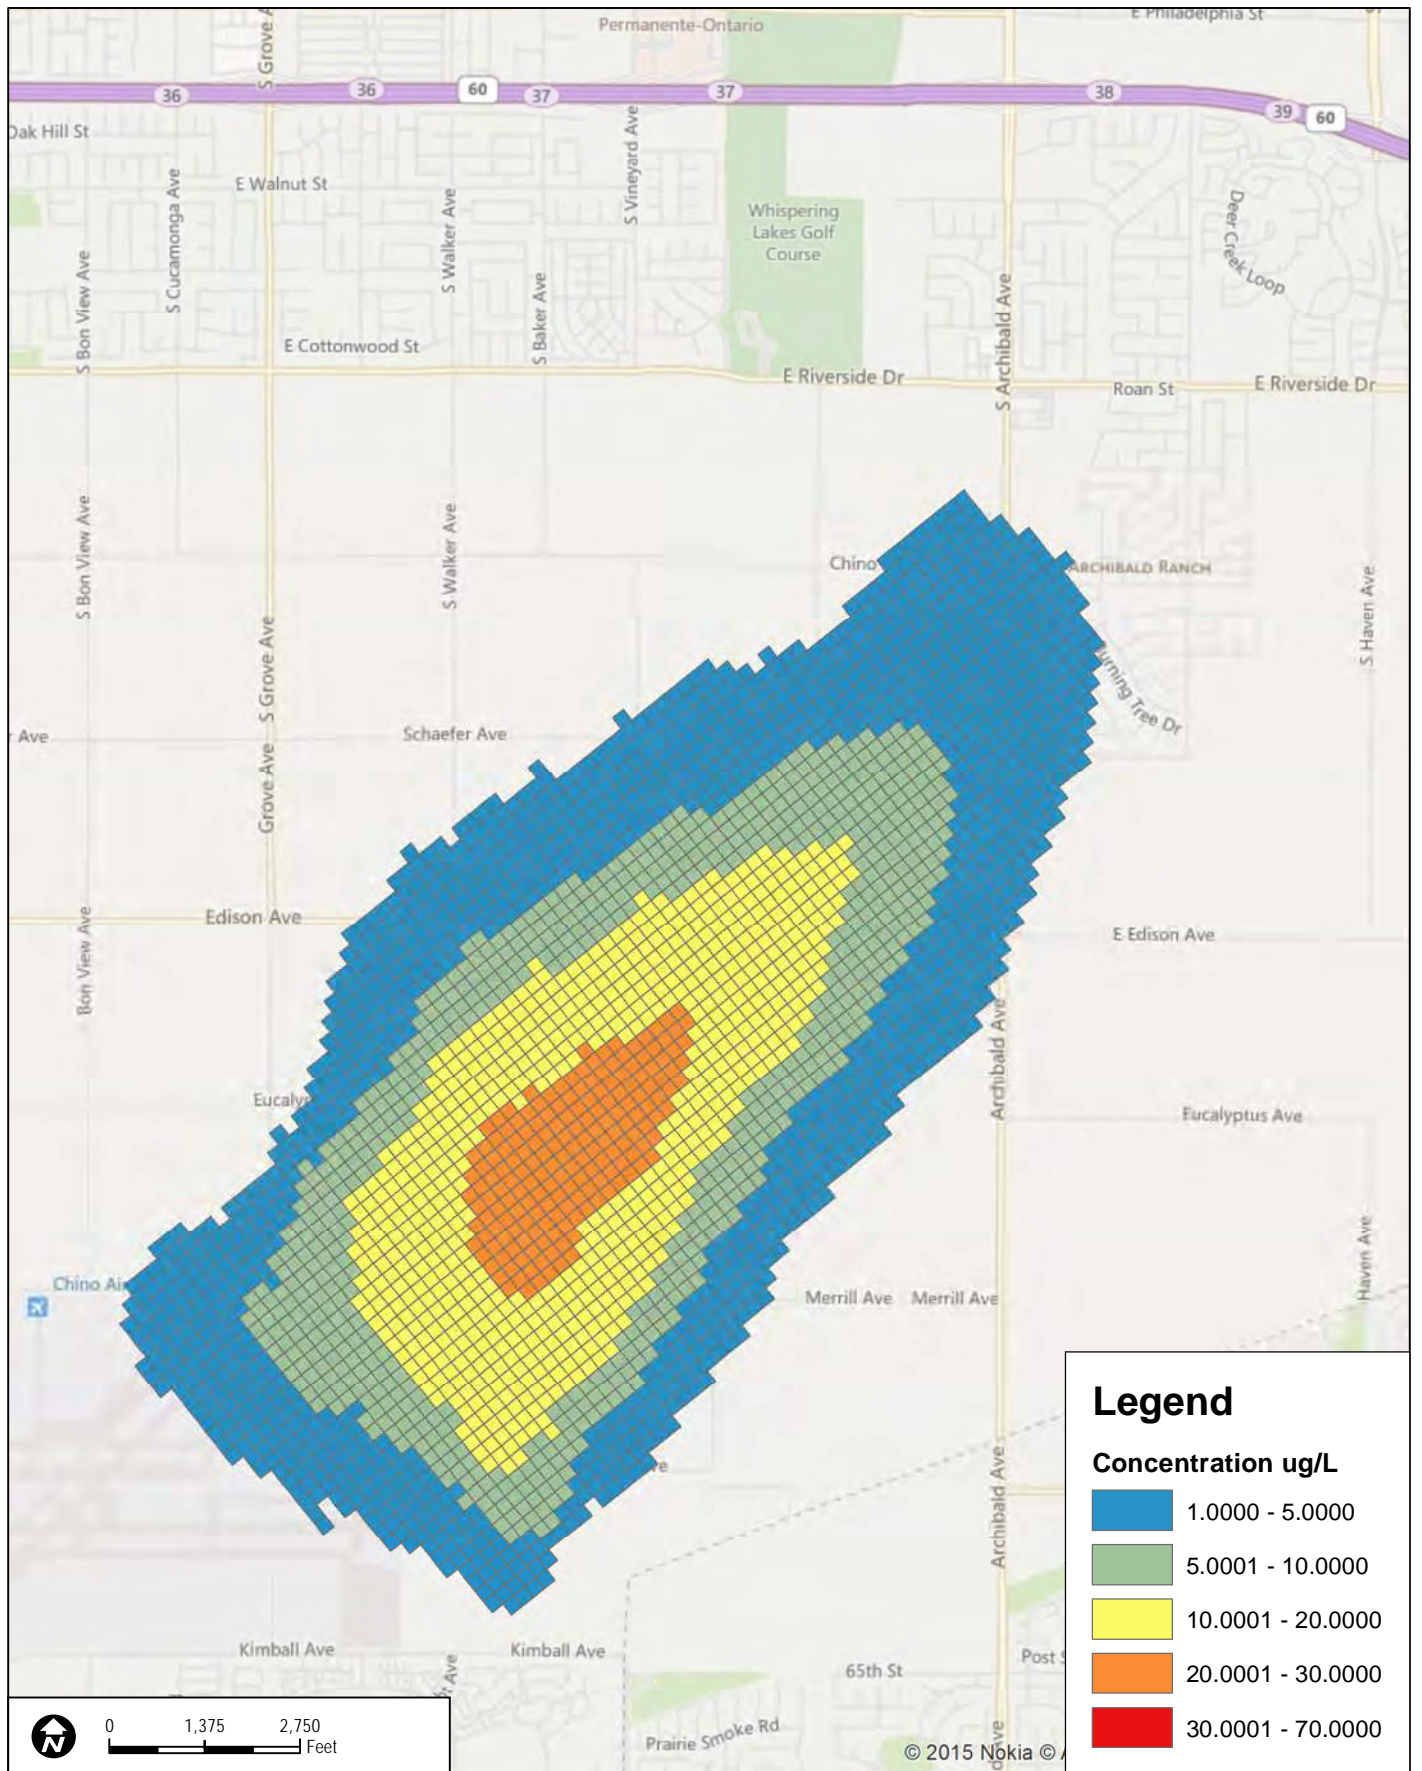 E Philadelphia St
Permanente-Ontario
S Grove A
36
36
60
37
37
38
39
60
Oak Hill St
E Walnut St
S Cucamonga Ave
S Walker Ave
S Vineyard Ave
Whispering
Lakes Golf
Course
Deer Creek Loop
S Bon View Ave
S Baker Ave
S Archibald Ave
E Cottonwood St
E Riverside Dr
Roan St
E Riverside Dr
S Bon View Ave
S Walker Ave
Chino
ARCHIBALD RANCH
S Haven Ave
S Grove Ave
urning Tree Dr
r Ave
Schaefer Ave
Grove Ave
Edison Ave
E Edison Ave
Bon View Ave
Archibald Ave
Eucalyp
Eucalyptus Ave
Haven Ave
Chino Air
Merrill Ave
Merrill Ave
ve
Archibald Ave
Kimball Ave
Kimball Ave
65th St
Post S
Ave
Prairie Smoke Rd
d Ave
© 2015 Nokia © A
Legend
Concentration ug/L
1.0000 - 5.0000
5.0001 - 10.0000
10.0001 - 20.0000
20.0001 - 30.0000
30.0001 - 70.0000
N
0 1,375 2,750
Feet